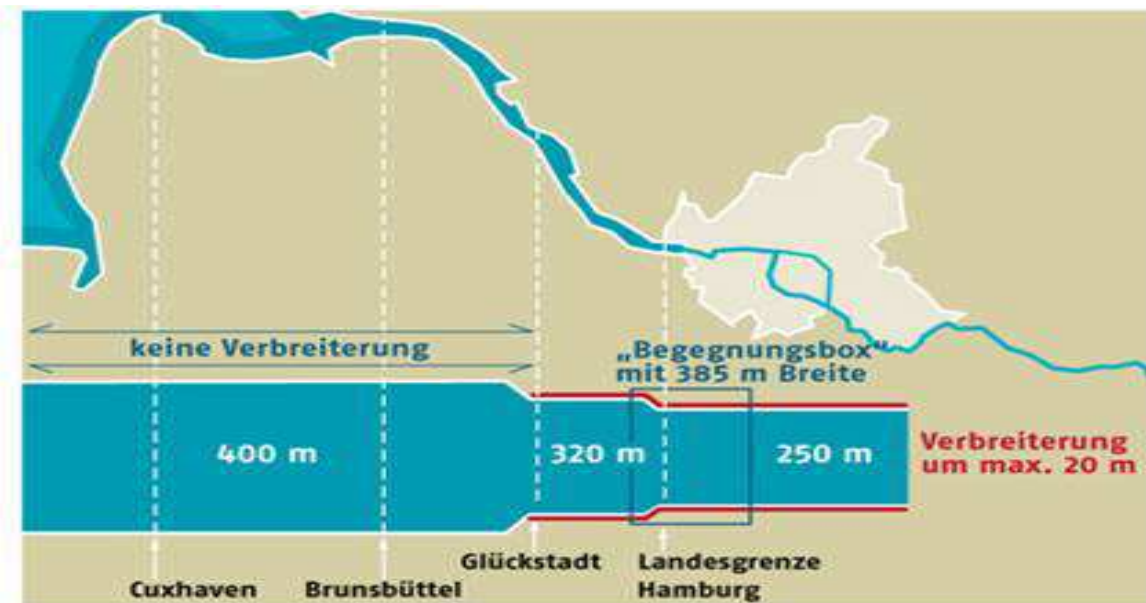 keine Verbreiterung
„Begegnungsbox“
mit 385 m Breite
400 m
320 m
250 m
Verbreiterung
um max. 20 m
Glückstadt
Landesgrenze
Hamburg
Cuxhaven
Brunsbüttel